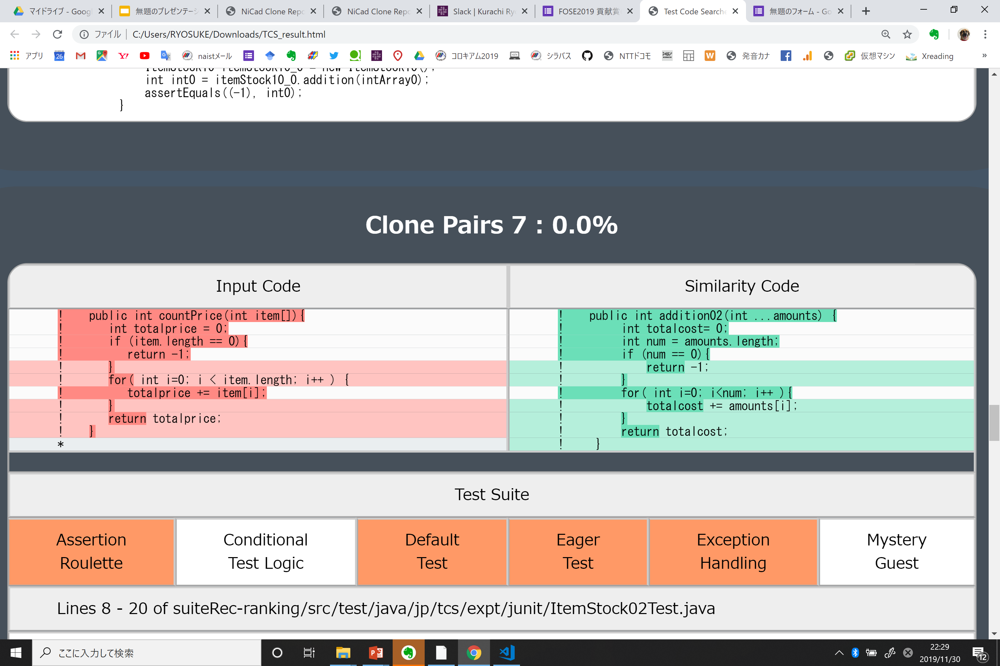 マイドライブ - Googl
無題のプレゼンテーシ
NiCad Clone Repo
NiCad Clone Repo
Slack | Kurachi Ry
FOSE2019 貢献賞
Test Code Searche
無題のフォーム - Go
ファイル C:/Users/RYOSUKE/Downloads/TCS_result.html
アプリ 26 naistメール コロキアム2019 シラバス NTTドコモ W 発音カナ 仮想マシン Xreading »
ItemStock10 itemStock10_0 = new ItemStock10();
int int0 = itemStock10_0.addition(intArray0);
assertEquals((-1), int0);
}
Clone Pairs 7 : 0.0%
Input Code
! public int countPrice(int item[]){
! int totalprice = 0;
! if (item.length == 0){
! return -1;
! }
! for( int i=0; i < item.length; i++ ) {
! totalprice += item[i];
! }
! return totalprice;
! }
*
Similarity Code
! public int addition02(int ...amounts) {
! int totalcost= 0;
! int num = amounts.length;
! if (num == 0){
! return -1;
! }
! for( int i=0; i<num; i++ ){
! totalcost += amounts[i];
! }
! return totalcost;
! }
Test Suite
Assertion
Roulette
Conditional
Test Logic
Default
Test
Eager
Test
Exception
Handling
Mystery
Guest
Lines 8 - 20 of suiteRec-ranking/src/test/java/jp/tcs/expt/junit/ItemStock02Test.java
ここに入力して検索
22:29
2019/11/30
12